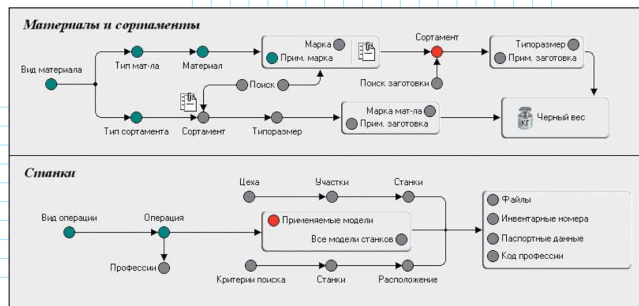 Материалы и сортаменты
Марка
Прим. марка
Сортамент
Типоразмер
Прим. заготовка
Тип мат-ла
Материал
Вид материала
Поиск
Поиск заготовки
Марка мат-ла
Прим. заготовка
Черный вес
КГ
Тип сортамента
Сортамент
Типоразмер
Станки
Цеха
Участки
Станки
Файлы
Вид операции
Операция
Применяемые модели
Инвентарные номера
Все модели станков
Паспортные данные
Профессии
Код профессии
Критерии поиска
Станки
Расположение